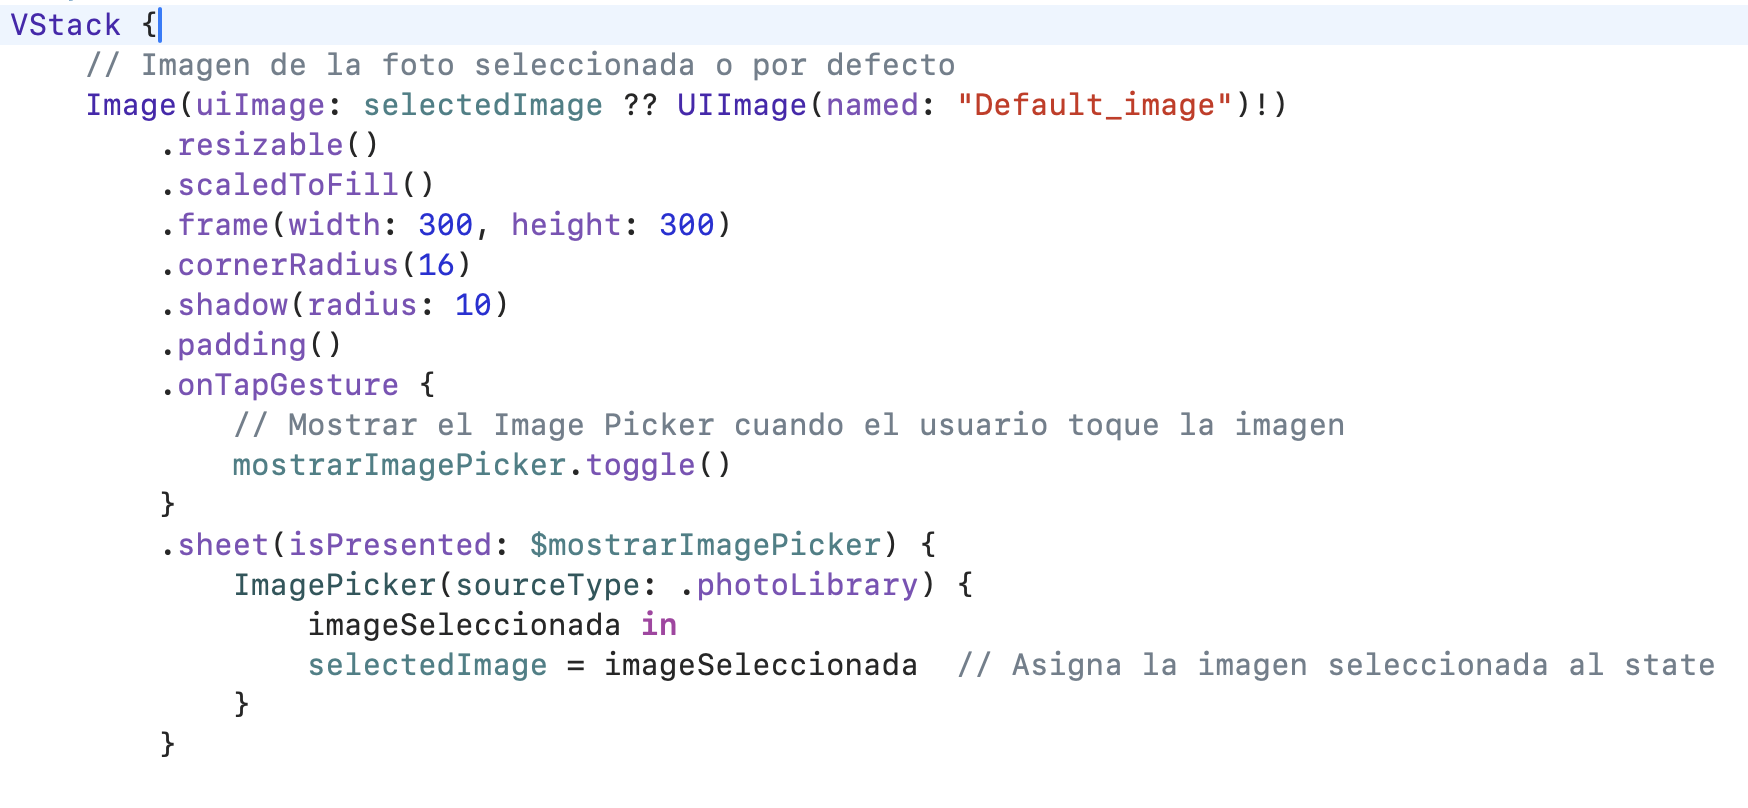 VStack {
    // Imagen de la foto seleccionada o por defecto
    Image(uiImage: selectedImage ?? UIImage(named: "Default_image")!)
        .resizable()
        .scaledToFill()
        .frame(width: 300, height: 300)
        .cornerRadius(16)
        .shadow(radius: 10)
        .padding()
        .onTapGesture {
            // Mostrar el Image Picker cuando el usuario toque la imagen
            mostrarImagePicker.toggle()
        }
        .sheet(isPresented: $mostrarImagePicker) {
            ImagePicker(sourceType: .photoLibrary) {
                imageSeleccionada in
                selectedImage = imageSeleccionada  // Asigna la imagen seleccionada al state
            }
        }